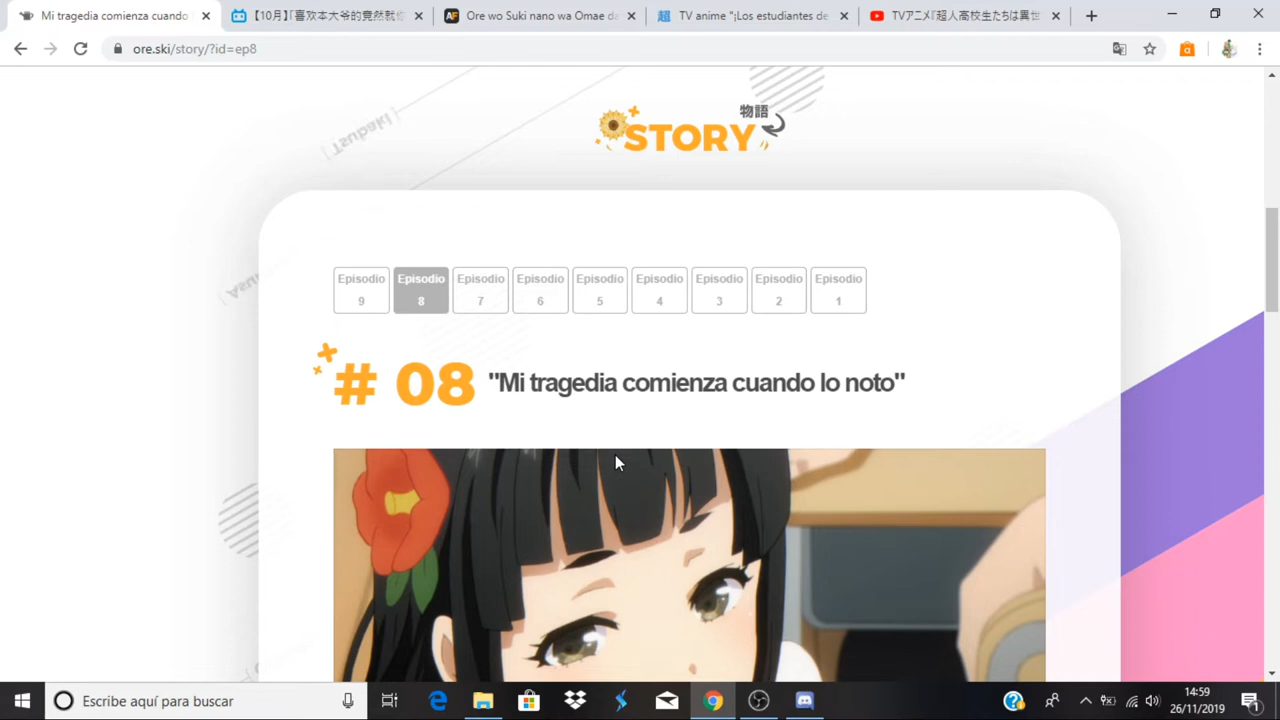 Mi tragedia comienza cuando
【10月】「喜欢本大爷的竟然就你
Ore wo Suki nano wa Omae da
TV anime "¡Los estudiantes de
TVアニメ『超人高校生たちは異世
ore.ski/story/?id=ep8
[ Tsubaki ]
物語
STORY
Episodio 9
Episodio 8
Episodio 7
Episodio 6
Episodio 5
Episodio 4
Episodio 3
Episodio 2
Episodio 1
# 08 "Mi tragedia comienza cuando lo noto"
Escribe aquí para buscar
14:59
26/11/2019
1